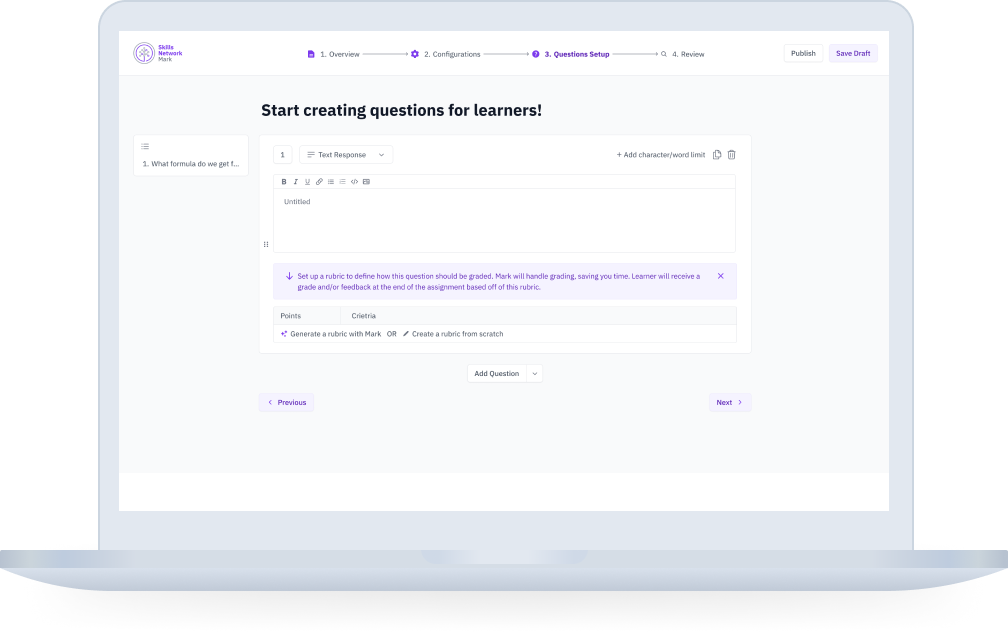 Skills
Network
Mark
1. Overview
2. Configurations
3. Questions Setup
4. Review
Publish
Save Draft
Start creating questions for learners!
1. What formula do we get f...
1
Text Response
+ Add character/word limit
B I U
Untitled
Set up a rubric to define how this question should be graded. Mark will handle grading, saving you time. Learner will receive a
grade and/or feedback at the end of the assignment based off of this rubric.
Points
Crietria
Generate a rubric with Mark OR Create a rubric from scratch
Add Question
Previous
Next